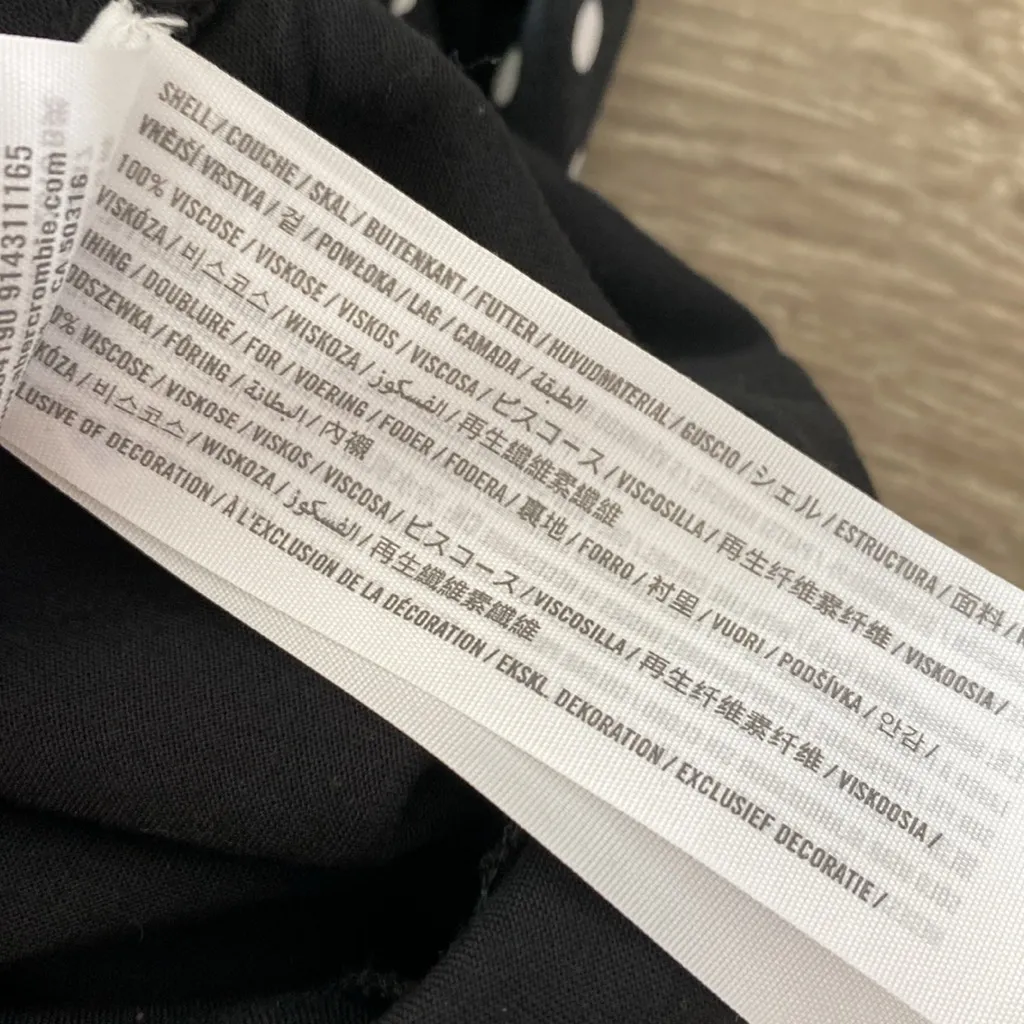 SHELL / COUCHE / SKAL / BUITENKANT / FUTTER / HUVUDMATERIAL / GUSCIO / シェル / ESTRUCTURA / 面料 /
VNĚJŠÍ VRSTVA / 겉 / POWŁOKA / LAG / CAMADA / الطبقة
100% VISCOSE / VISKOSE / VISKOS / VISCOSA / ビスコース / VISCOSILLA / 再生纤维素纤维 / VISKOOSIA /
VISKÓZA / 비스코스 / WISKOZA / الفسكوز / 再生纖維素纖維
DOUBLURE / FOR / VOERING / FODER / FODERA / 裏地 / FORRO / 衬里 / VUORI / PODŠÍVKA / 안감 /
FÔRING / البطانة / 內襯
VISCOSE / VISKOSE / VISKOS / VISCOSA / ビスコース / VISCOSILLA / 再生纤维素纤维 / VISKOOSIA /
비스코스 / WISKOZA / الفسكوز / 再生纖維素纖維
OF DECORATION / À L'EXCLUSION DE LA DÉCORATION / EKSKL. DEKORATION / EXCLUSIEF DECORATIE /
914311165